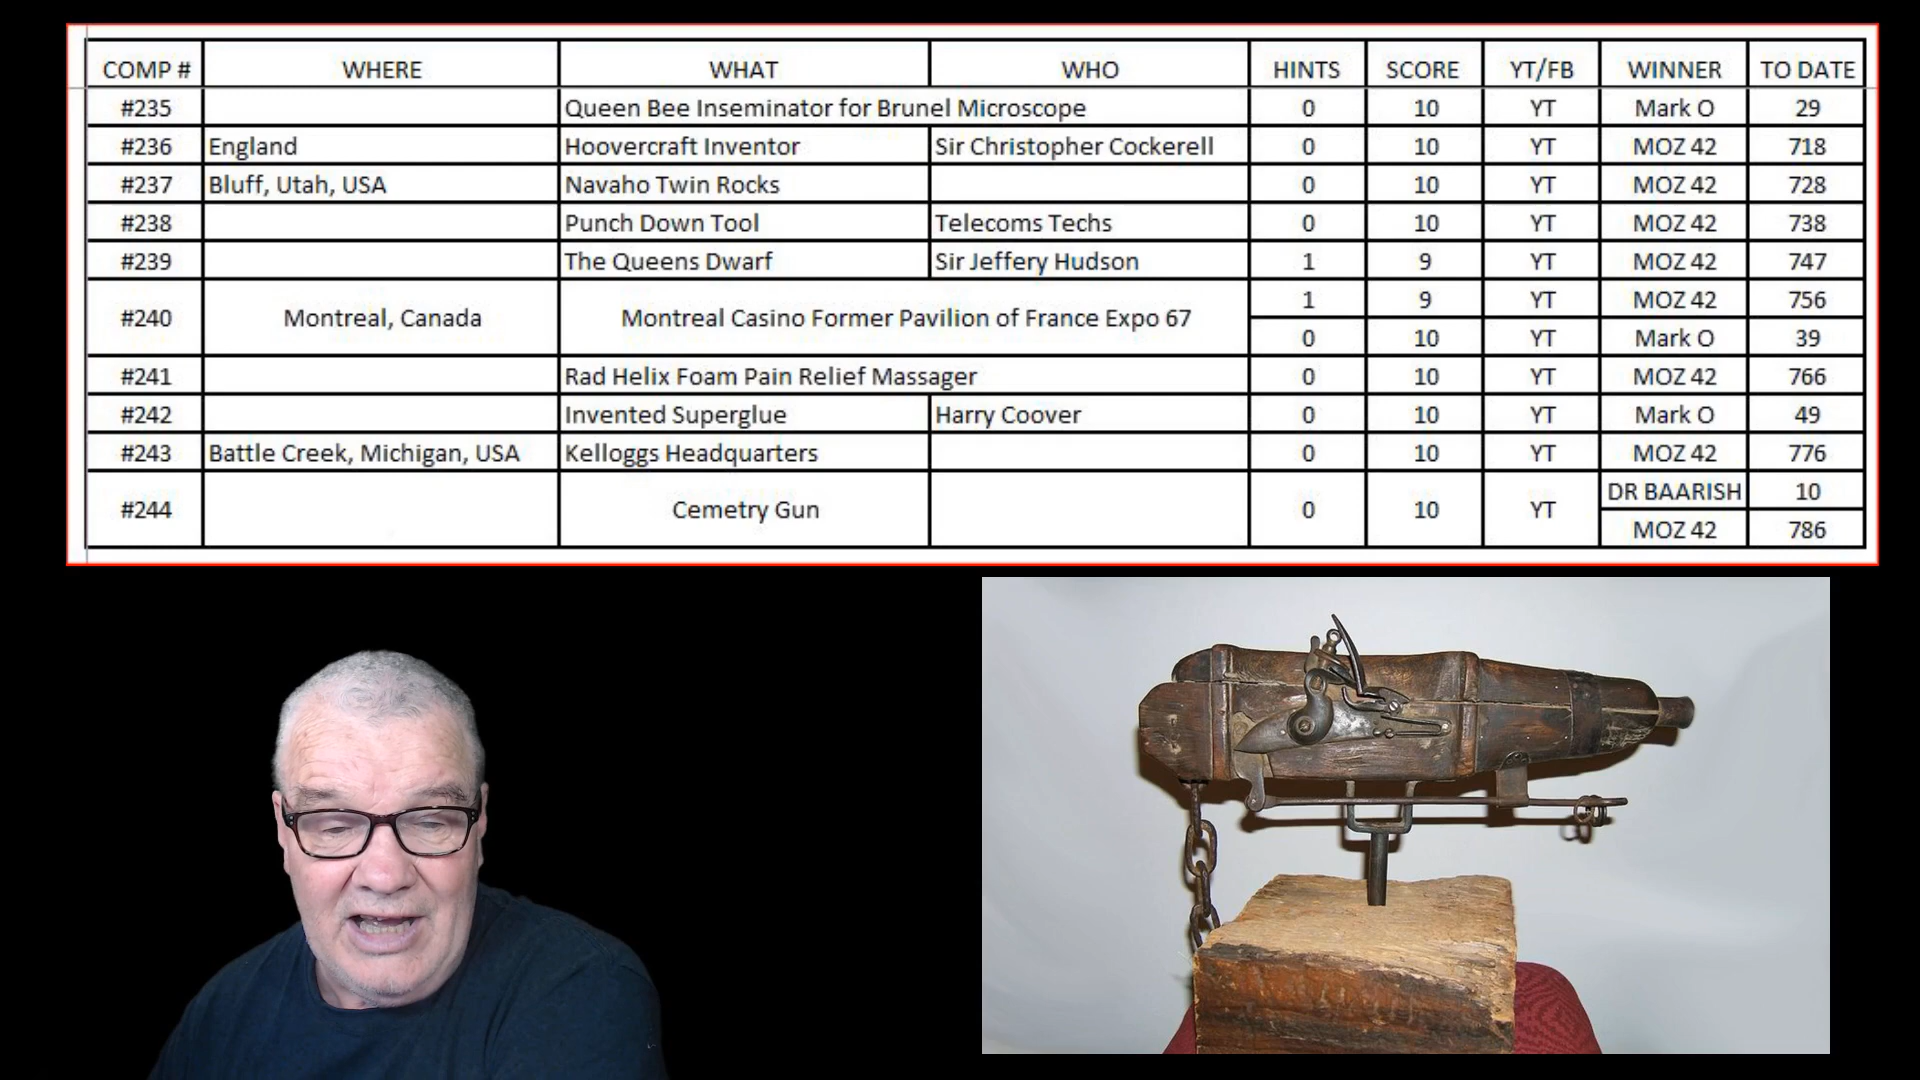 COMP # WHERE WHAT WHO HINTS SCORE YT/FB WINNER TO DATE
#235 Queen Bee Inseminator for Brunel Microscope 0 10 YT Mark O 29
#236 England Hoovercraft Inventor Sir Christopher Cockerell 0 10 YT MOZ 42 718
#237 Bluff, Utah, USA Navaho Twin Rocks 0 10 YT MOZ 42 728
#238 Punch Down Tool Telecoms Techs 0 10 YT MOZ 42 738
#239 The Queens Dwarf Sir Jeffery Hudson 1 9 YT MOZ 42 747
#240 Montreal, Canada Montreal Casino Former Pavilion of France Expo 67 1 9 YT MOZ 42 756
0 10 YT Mark O 39
#241 Rad Helix Foam Pain Relief Massager 0 10 YT MOZ 42 766
#242 Invented Superglue Harry Coover 0 10 YT Mark O 49
#243 Battle Creek, Michigan, USA Kelloggs Headquarters 0 10 YT MOZ 42 776
#244 Cemetry Gun 0 10 YT DR BAARISH 10
MOZ 42 786